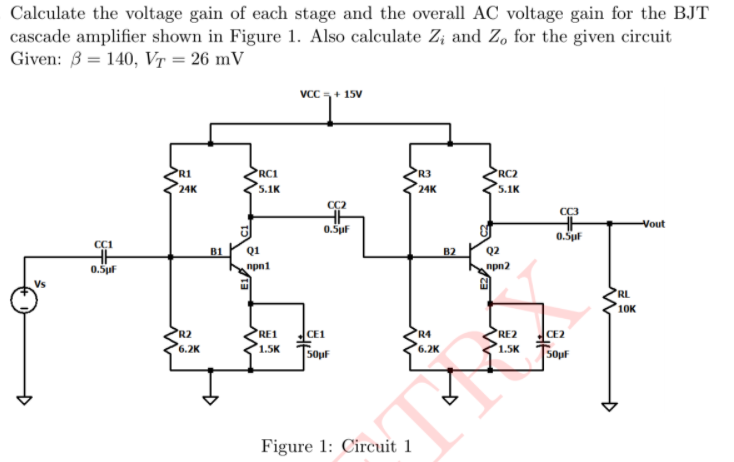 Calculate the voltage gain of each stage and the overall AC voltage gain for the BJT
cascade amplifier shown in Figure 1. Also calculate Zi and Zo for the given circuit
Given: β = 140, VT = 26 mV
VCC = + 15V
R1
24K
RC1
5.1K
R3
24K
RC2
5.1K
CC2
0.5µF
CC3
0.5µF
Vout
CC1
0.5µF
B1
C1
Q1
npn1
E1
B2
C2
Q2
npn2
E2
Vs
RL
10K
R2
6.2K
RE1
1.5K
CE1
50µF
R4
6.2K
RE2
1.5K
CE2
50µF
Figure 1: Circuit 1